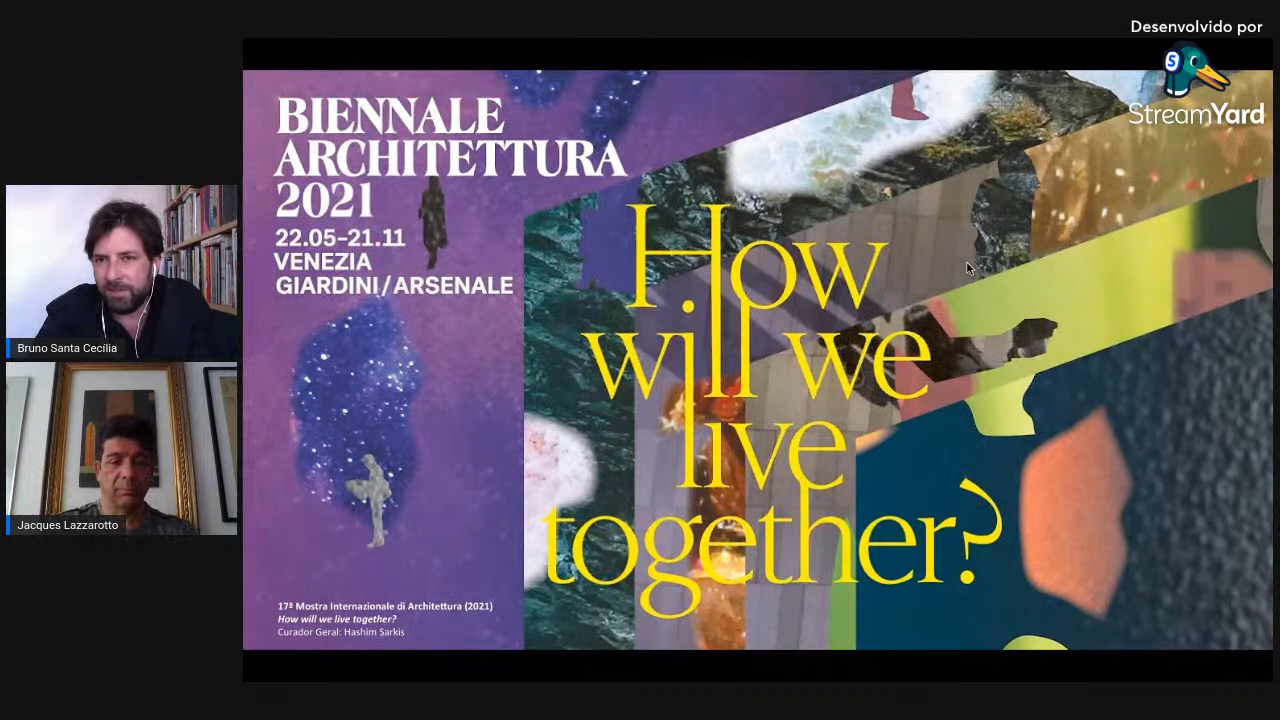 Desenvolvido por
S
StreamYard
BIENNALE
ARCHITETTURA
2021
22.05–21.11
VENEZIA
GIARDINI/ARSENALE
How
will we
live
together?
17ª Mostra Internazionale di Architettura (2021)
How will we live together?
Curador Geral: Hashim Sarkis
Bruno Santa Cecília
Jacques Lazzarotto